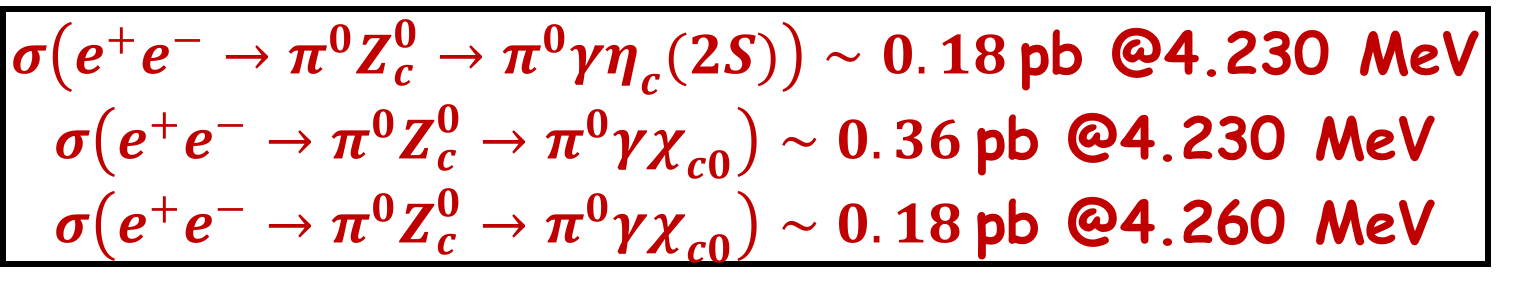 σ(e⁺e⁻ → π⁰Z_c⁰ → π⁰γη_c(2S)) ~ 0.18 pb @4.230 MeV
σ(e⁺e⁻ → π⁰Z_c⁰ → π⁰γχ_c0) ~ 0.36 pb @4.230 MeV
σ(e⁺e⁻ → π⁰Z_c⁰ → π⁰γχ_c0) ~ 0.18 pb @4.260 MeV